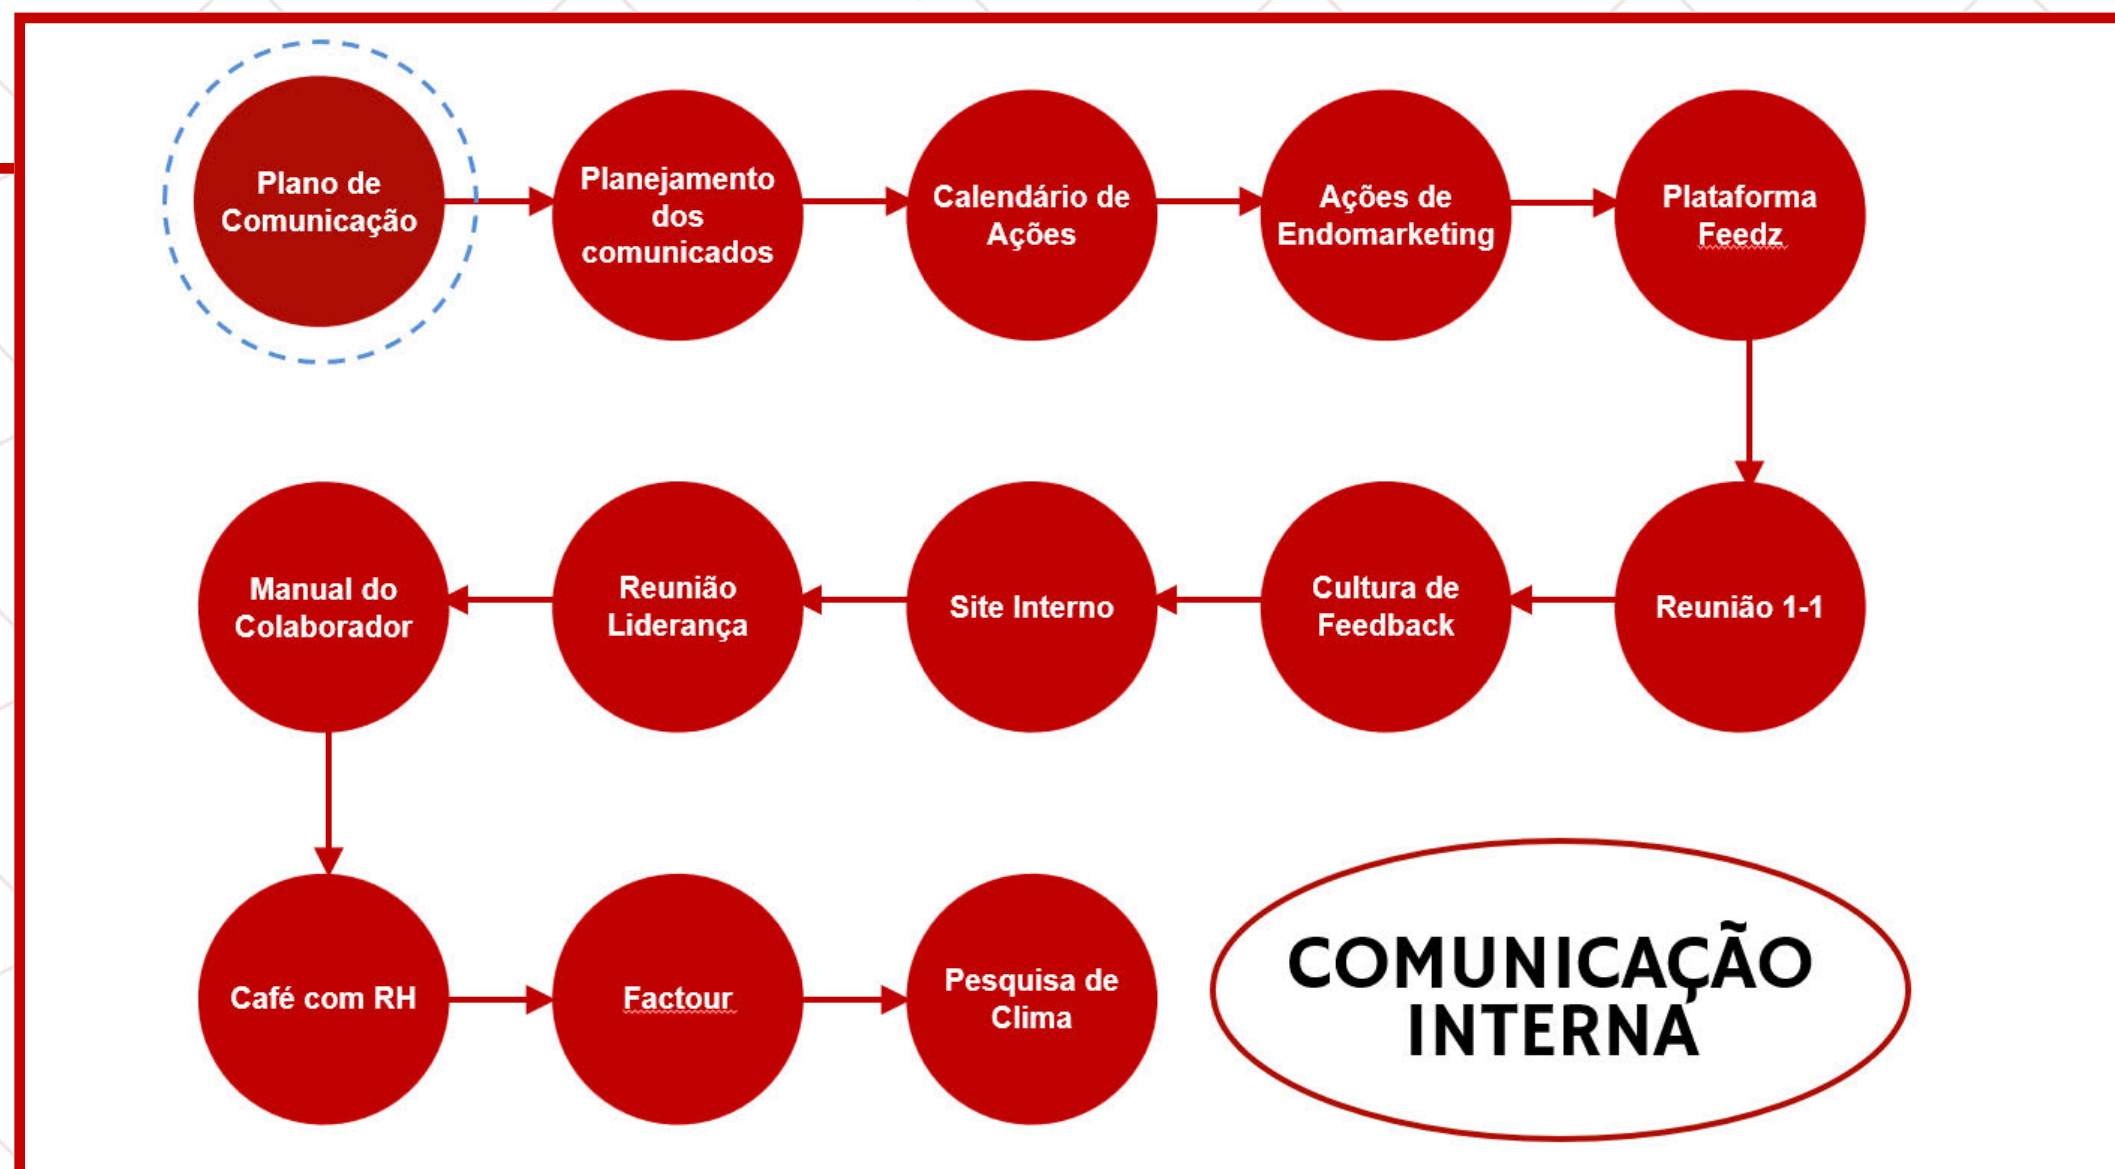 Plano de
Comunicação
Planejamento
dos
comunicados
Calendário de
Ações
Ações de
Endomarketing
Plataforma
Feedz
Reunião 1-1
Cultura de
Feedback
Site Interno
Reunião
Liderança
Manual do
Colaborador
Café com RH
Factour
Pesquisa de
Clima
COMUNICAÇÃO
INTERNA